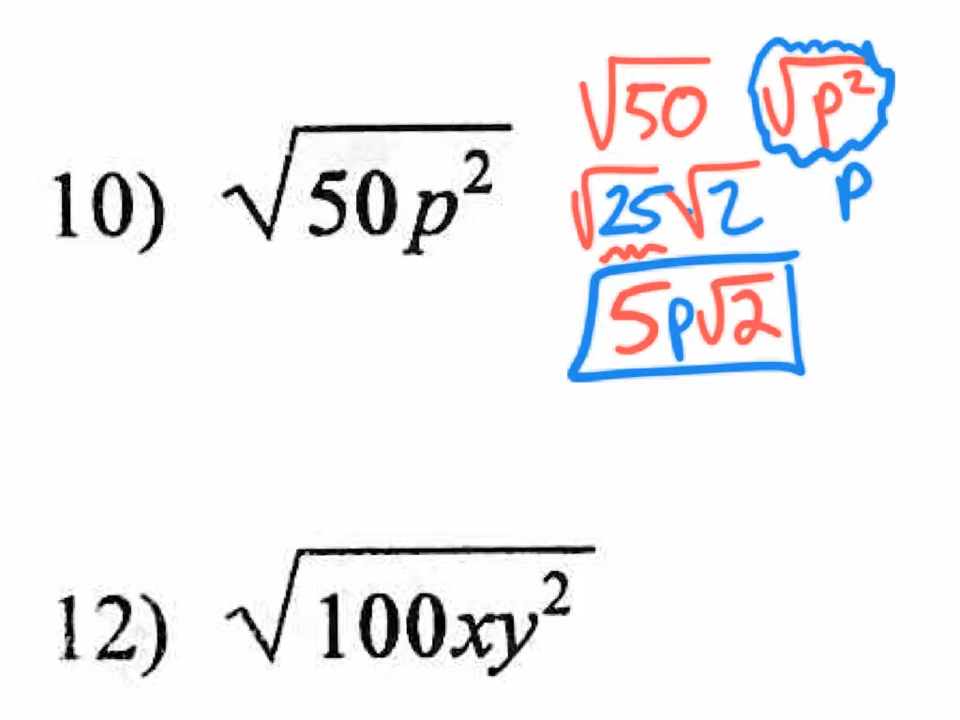 10) √50p²
√50 √p²
√25√2 p
5p√2
12) √100xy²